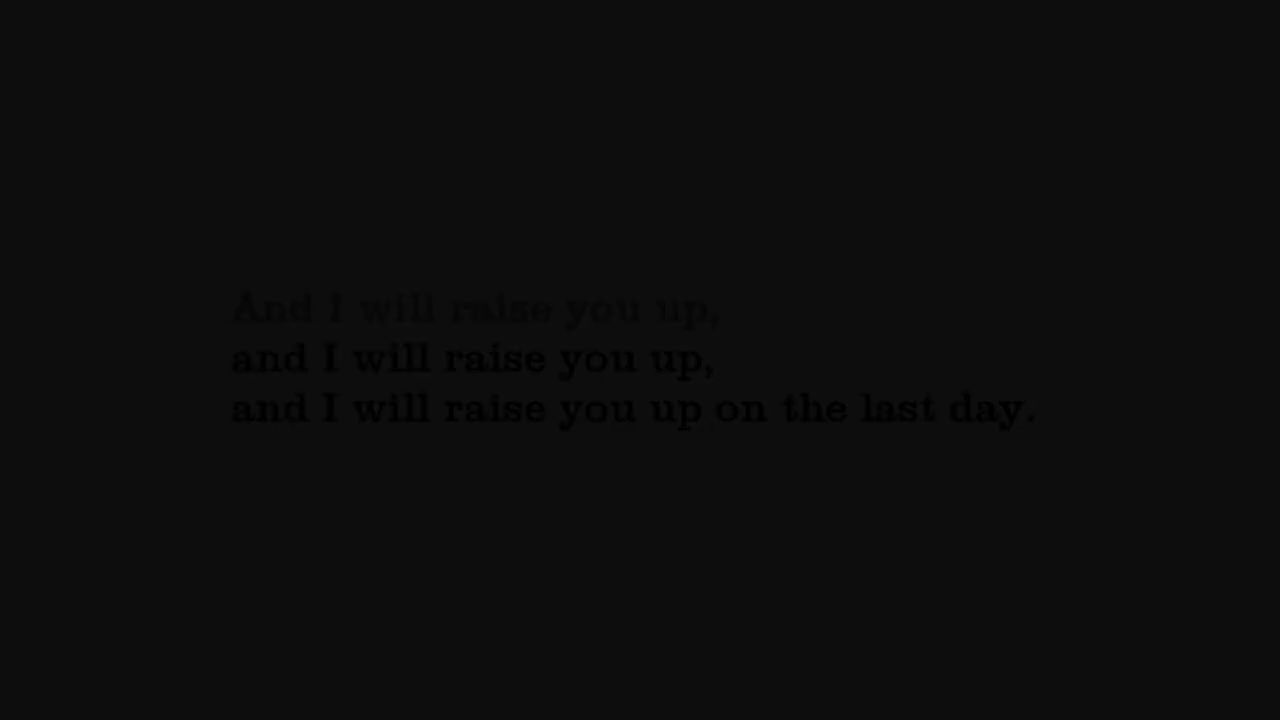 And I will raise you up,
and I will raise you up,
and I will raise you up on the last day.